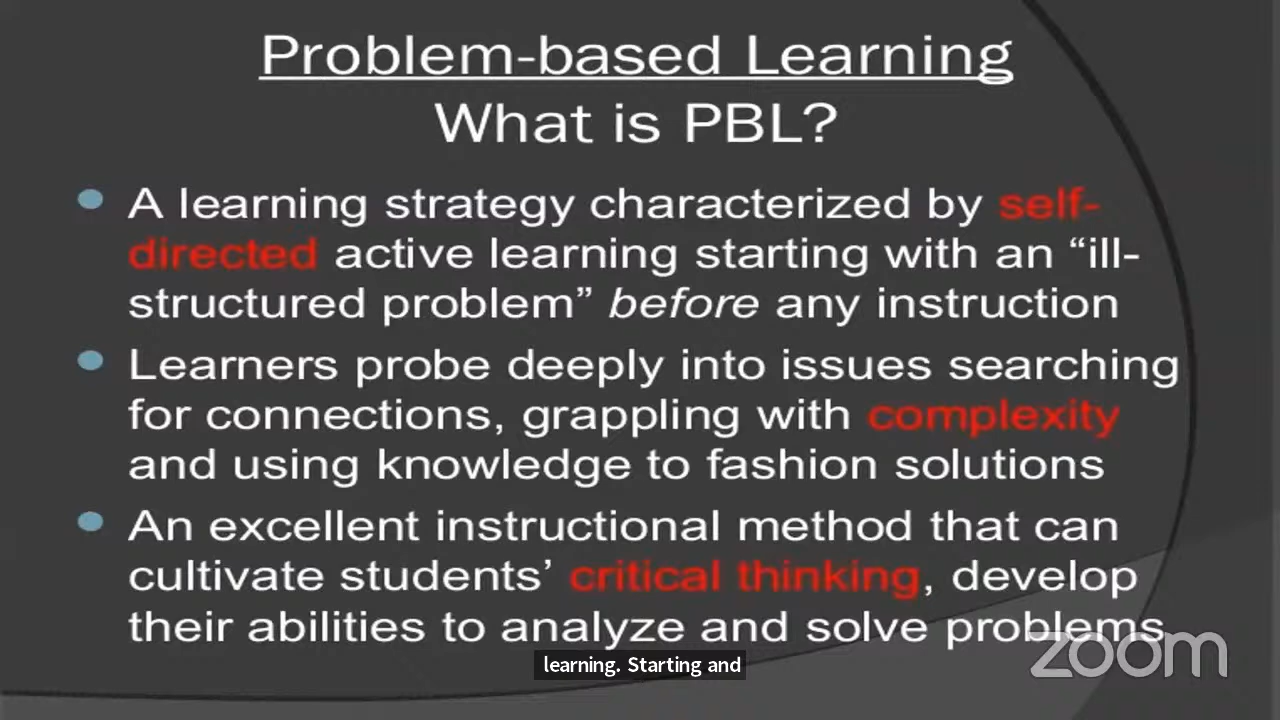 Problem-based Learning
What is PBL?
A learning strategy characterized by self-
directed active learning starting with an “ill-
structured problem” before any instruction
Learners probe deeply into issues searching
for connections, grappling with complexity
and using knowledge to fashion solutions
An excellent instructional method that can
cultivate students’ critical thinking, develop
their abilities to analyze and solve problems
zoom
learning. Starting and